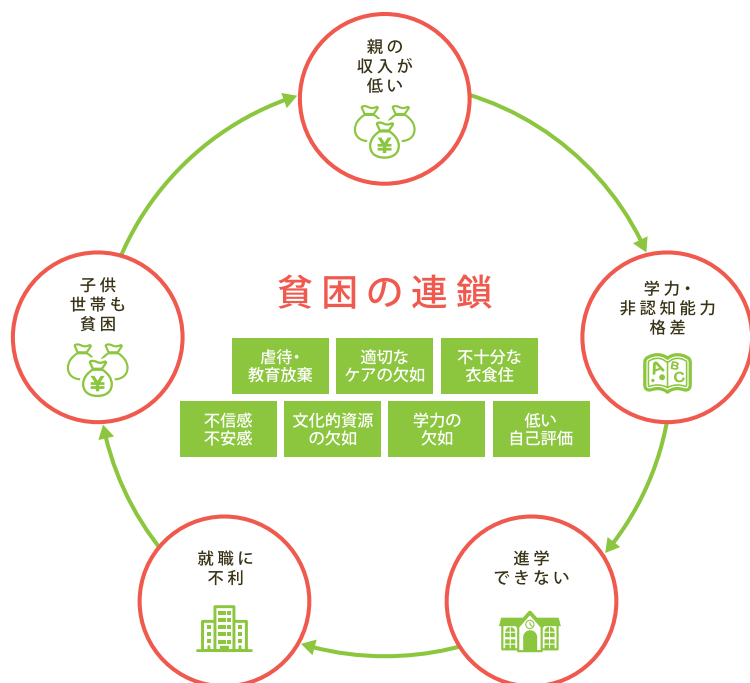 親の
収入が
低い
¥
学力・
非認知能力
格差
A
B
C
進学
できない
就職に
不利
子供
世帯も
貧困
¥
貧困の連鎖
虐待・
教育放棄
適切な
ケアの欠如
不十分な
衣食住
不信感
不安感
文化的資源
の欠如
学力の
欠如
低い
自己評価